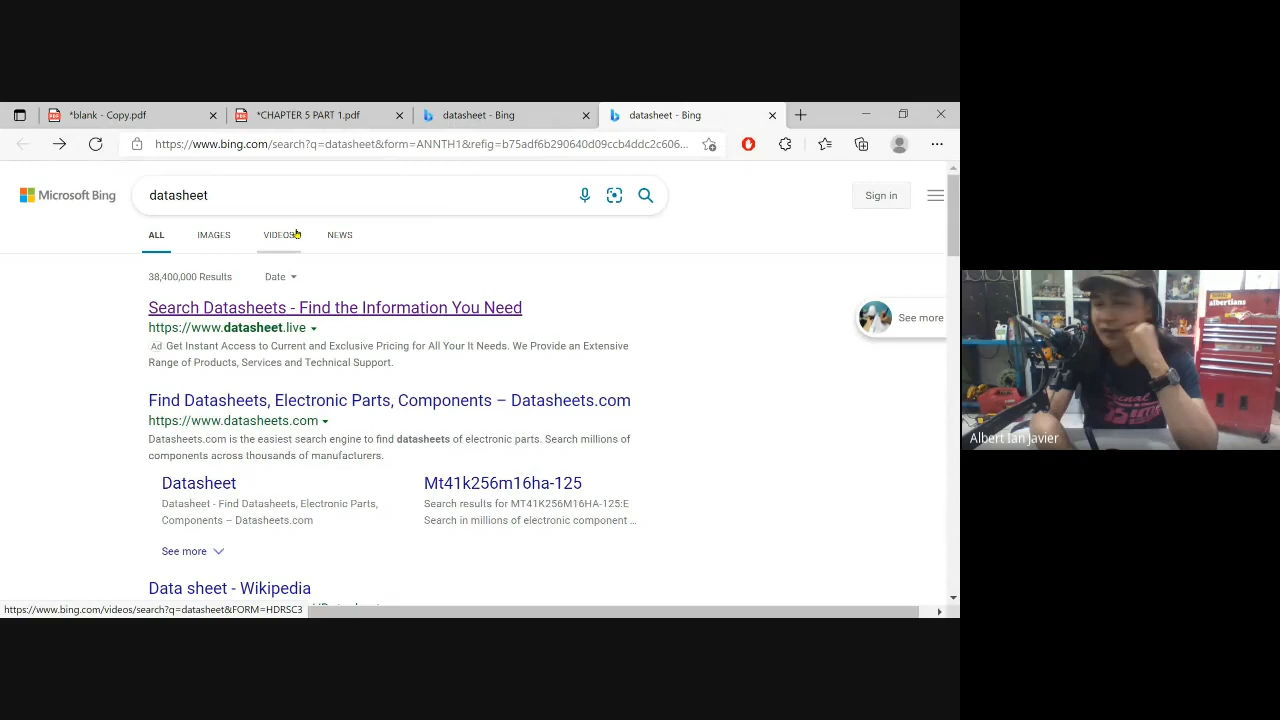 *blank - Copy.pdf
*CHAPTER 5 PART 1.pdf
datasheet - Bing
datasheet - Bing
https://www.bing.com/search?q=datasheet&form=ANNTH1&refig=b75adf6b290640d09ccb4ddc2c606...
Microsoft Bing
datasheet
Sign in
ALL
IMAGES
VIDEOS
NEWS
38,400,000 Results
Date
Search Datasheets - Find the Information You Need
https://www.datasheet.live
Ad Get Instant Access to Current and Exclusive Pricing for All Your It Needs. We Provide an Extensive
Range of Products, Services and Technical Support.
See more
Find Datasheets, Electronic Parts, Components – Datasheets.com
https://www.datasheets.com
Datasheets.com is the easiest search engine to find datasheets of electronic parts. Search millions of
components across thousands of manufacturers.
Datasheet
Datasheet - Find Datasheets, Electronic Parts,
Components – Datasheets.com
Mt41k256m16ha-125
Search results for MT41K256M16HA-125:E
Search in millions of electronic component ...
See more
Data sheet - Wikipedia
https://www.bing.com/videos/search?q=datasheet&FORM=HDRSC3
albertians
Albert Ian Javier